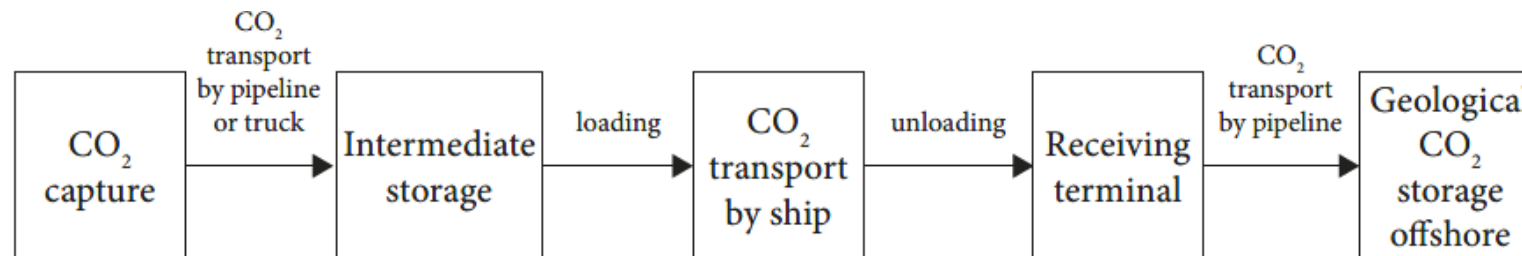 CO₂
capture
CO₂
transport
by pipeline
or truck
Intermediate
storage
loading
CO₂
transport
by ship
unloading
Receiving
terminal
CO₂
transport
by pipeline
Geological
CO₂
storage
offshore